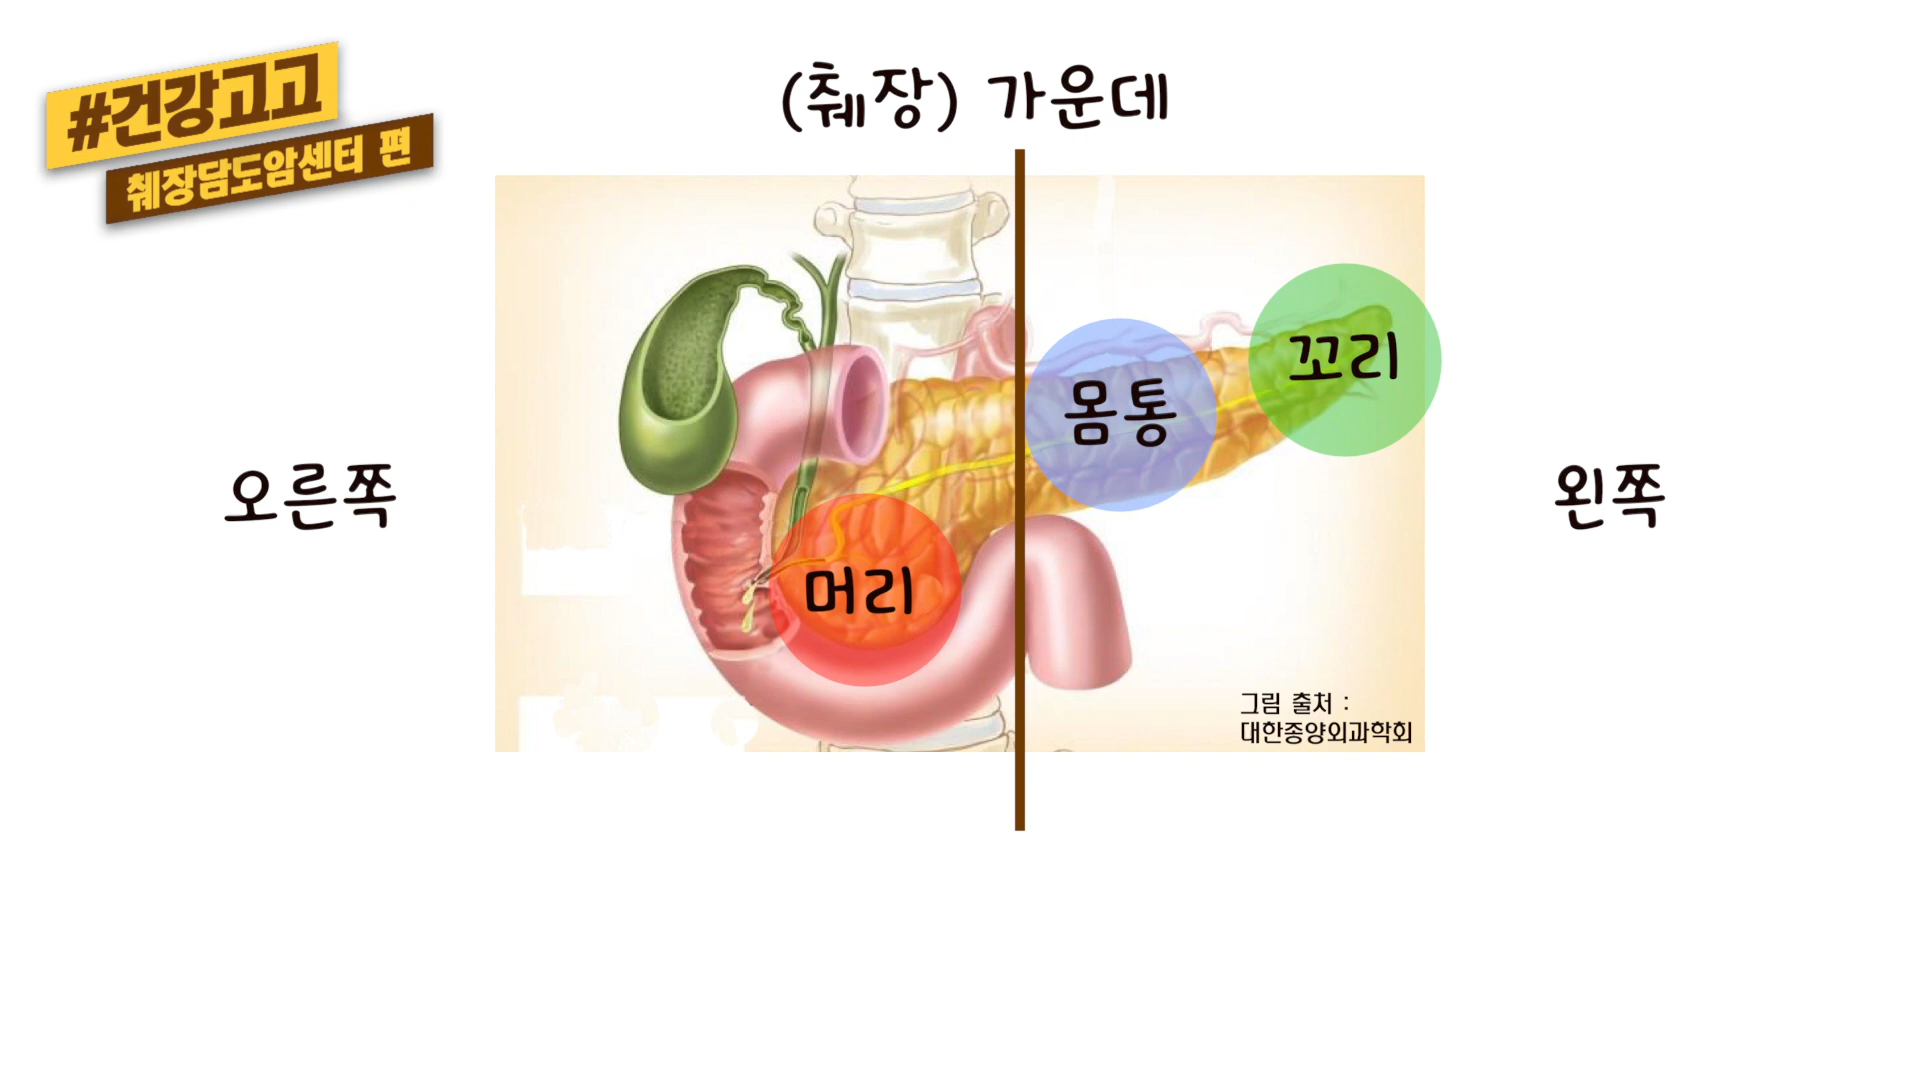 #건강고고
췌장담도암센터 편
(췌장) 가운데
오른쪽
왼쪽
머리
몸통
꼬리
그림 출처 :
대한종양외과학회